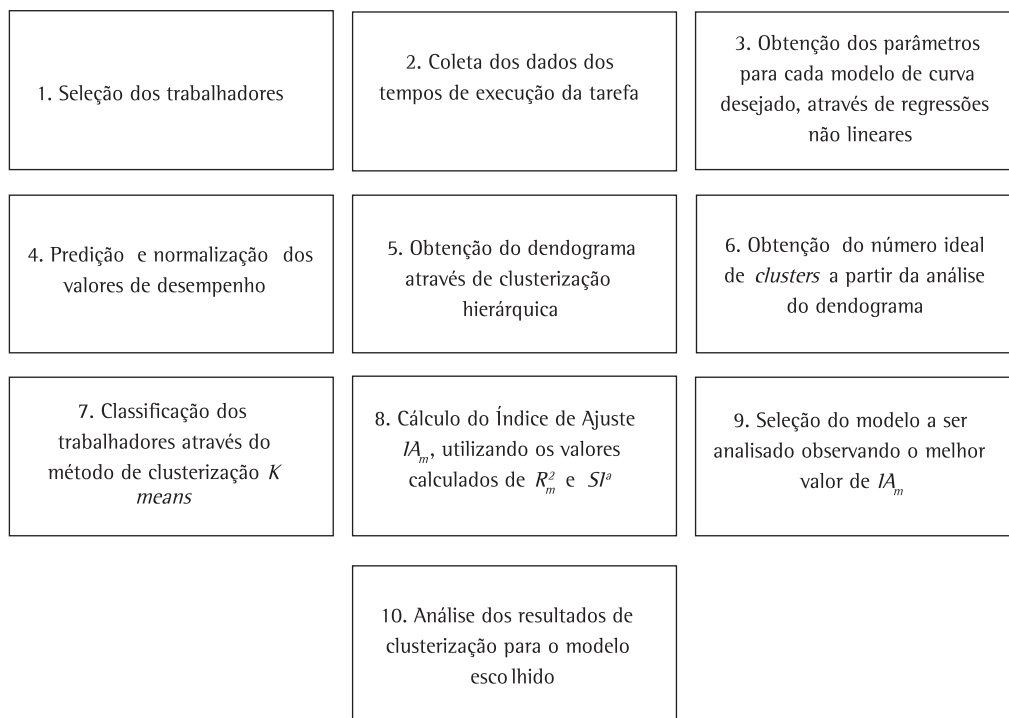 1. Seleção dos trabalhadores
2. Coleta dos dados dos
tempos de execução da tarefa
3. Obtenção dos parâmetros
para cada modelo de curva
desejado, através de regressões
não lineares
4. Predição e normalização dos
valores de desempenho
5. Obtenção do dendograma
através de clusterização
hierárquica
6. Obtenção do número ideal
de clusters a partir da análise
do dendograma
7. Classificação dos
trabalhadores através do
método de clusterização K
means
8. Cálculo do Índice de Ajuste
IA_m, utilizando os valores
calculados de R_m^2 e SI^a
9. Seleção do modelo a ser
analisado observando o melhor
valor de IA_m
10. Análise dos resultados de
clusterização para o modelo
esco lhido